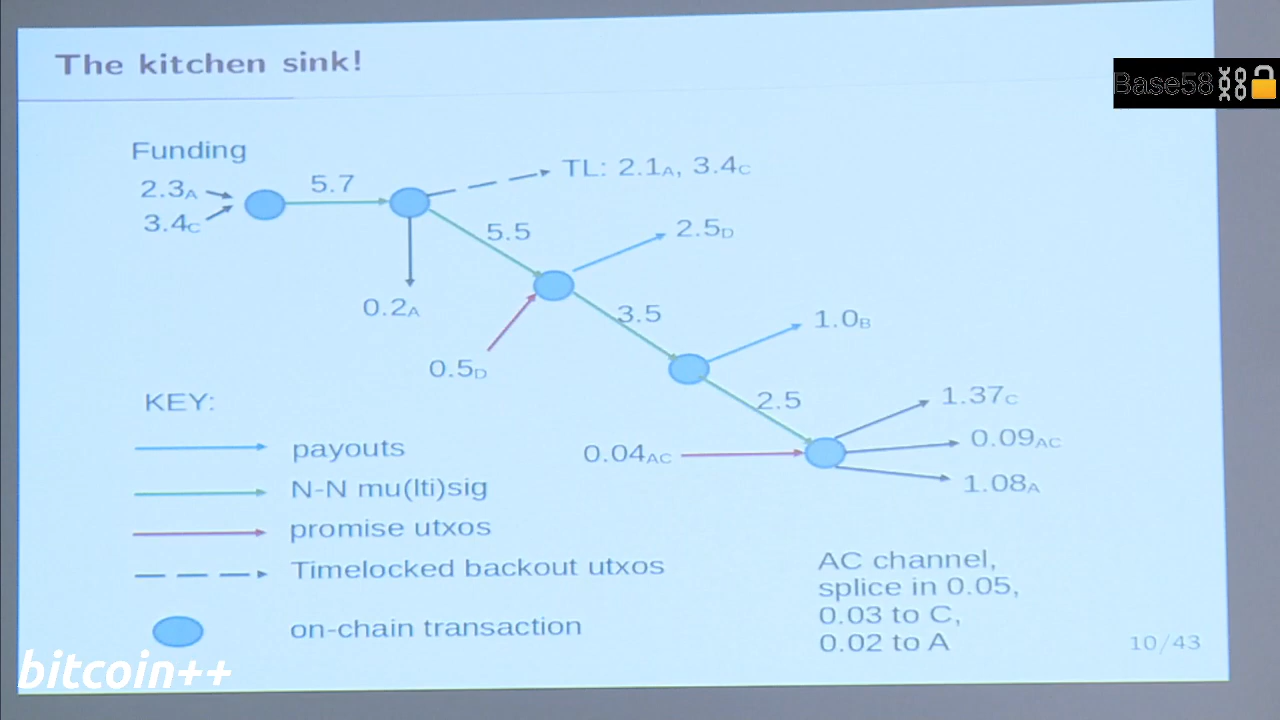 The kitchen sink!
Base58
Funding
2.3A
3.4C
5.7
TL: 2.1A, 3.4C
5.5
2.5D
0.2A
0.5D
3.5
1.0B
2.5
0.04AC
1.37C
0.09AC
1.08A
KEY:
payouts
N-N mu(lti)sig
promise utxos
Timelocked backout utxos
on-chain transaction
AC channel,
splice in 0.05,
0.03 to C,
0.02 to A
10/43
bitcoin++